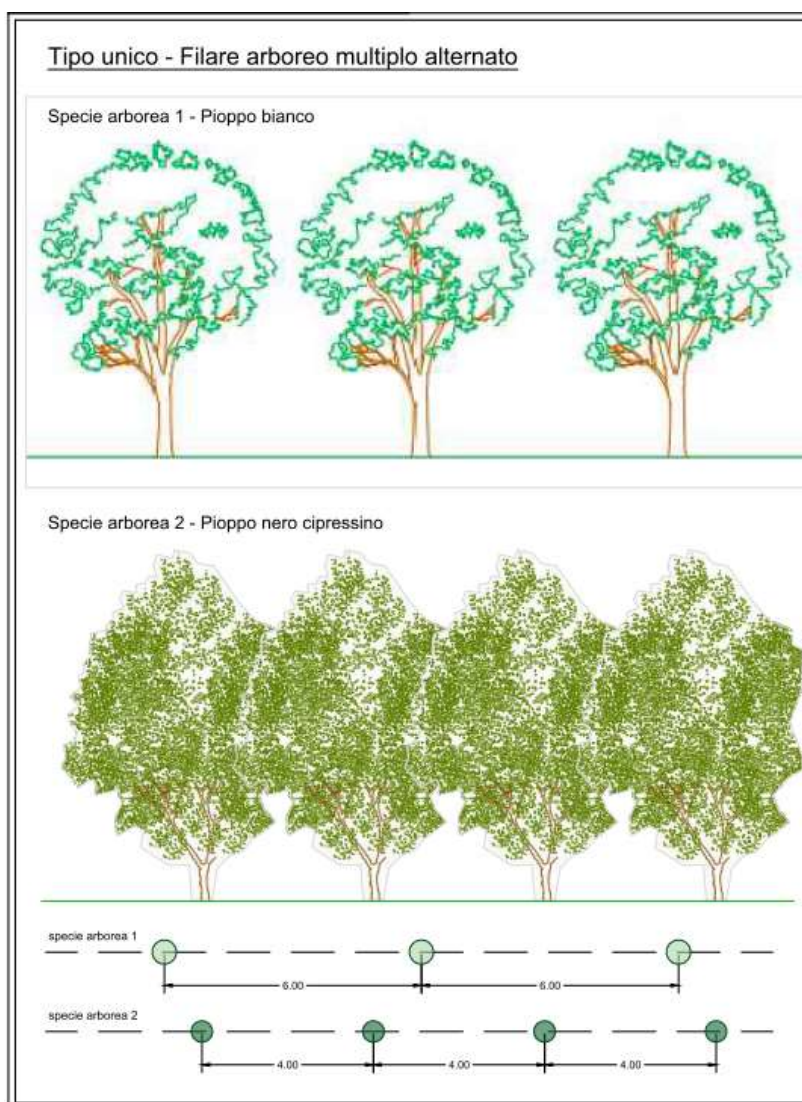 Tipo unico - Filare arboreo multiplo alternato
Specie arborea 1 - Pioppo bianco
Specie arborea 2 - Pioppo nero cipressino
specie arborea 1
6.00 6.00
specie arborea 2
4.00 4.00 4.00